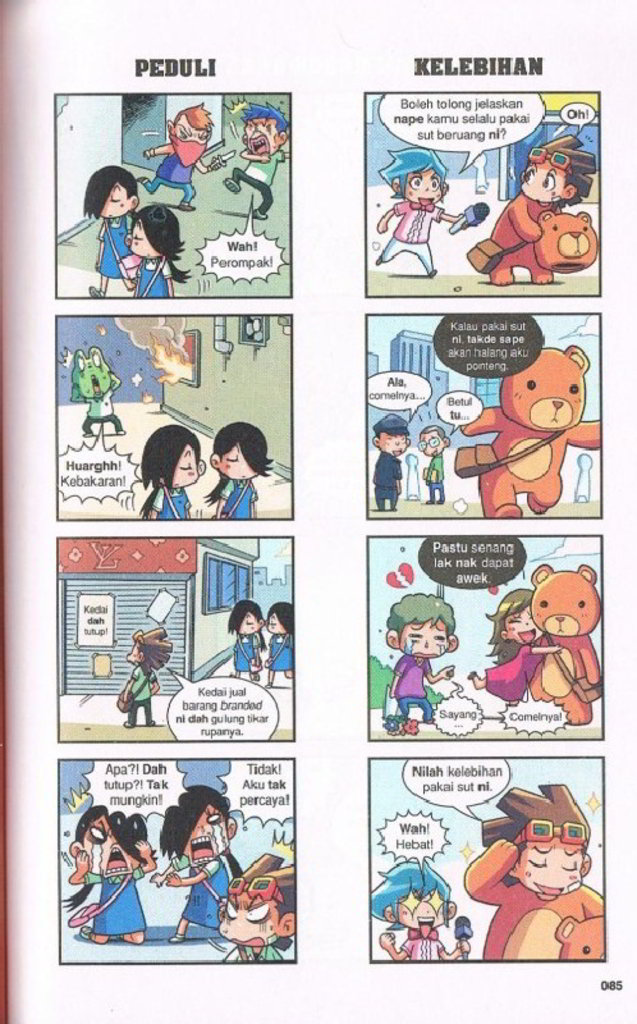 PEDULI
Wah!
Perompak!
Huarghh!
Kebakaran!
Kedai
dah
tutup!
Kedai jual
barang branded
ni dah gulung tikar
rupanya.
Apa?! Dah
tutup?! Tak
mungkin!
Tidak!
Aku tak
percaya!
KELEBIHAN
Boleh tolong jelaskan
nape kamu selalu pakai
sut beruang ni?
Oh!
Kalau pakai sut
ni, takde sape
akan halang aku
ponteng.
Ala,
comelnya...
Betul
tu...
Pastu senang
lak nak dapat
awek.
Sayang
...
Comelnya!
Nilah kelebihan
pakai sut ni.
Wah!
Hebat!
085